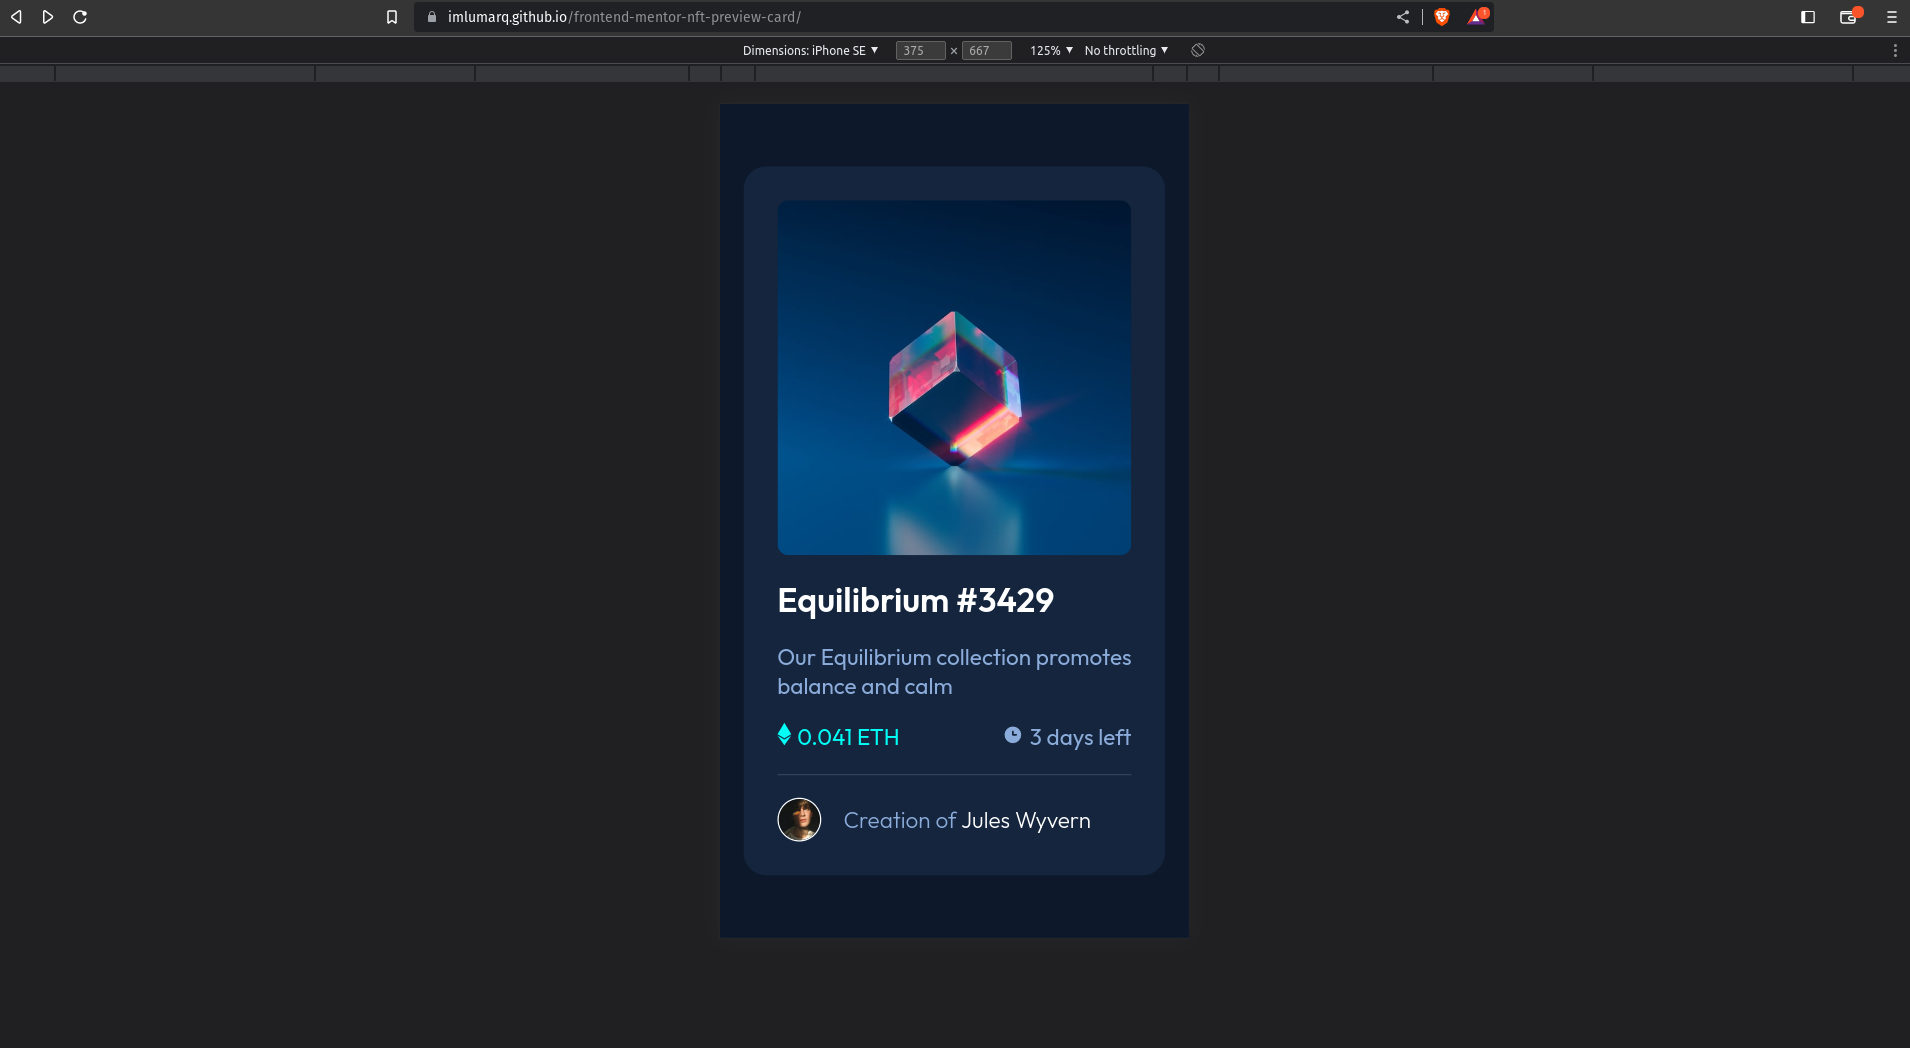 imlumarq.github.io/frontend-mentor-nft-preview-card/
1
Dimensions: iPhone SE ▼ 375 × 667 125% ▼ No throttling ▼
Equilibrium #3429
Our Equilibrium collection promotes
balance and calm
0.041 ETH
3 days left
Creation of Jules Wyvern